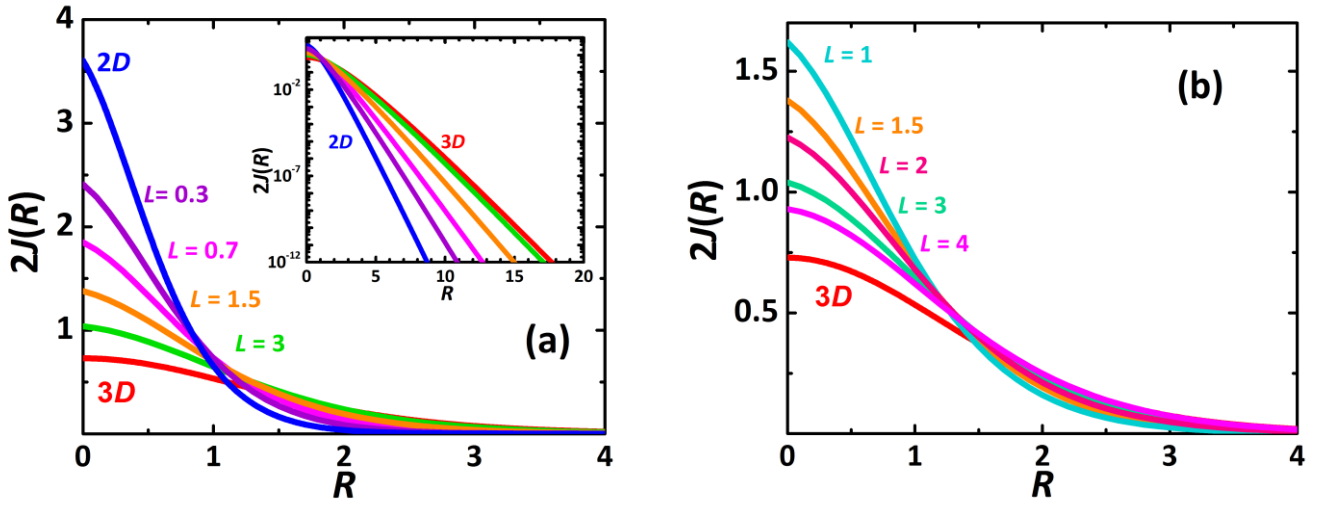 4
3
2
1
0
1
2
3
4
2J(R)
R
2D
L= 0.3
L = 0.7
L = 1.5
L = 3
3D
(a)
10^-2
10^-7
10^-12
0
5
10
15
20
2J(R)
R
2D
3D
1.5
1.0
0.5
0
1
2
3
4
2J(R)
R
L = 1
L = 1.5
L = 2
L = 3
L = 4
3D
(b)